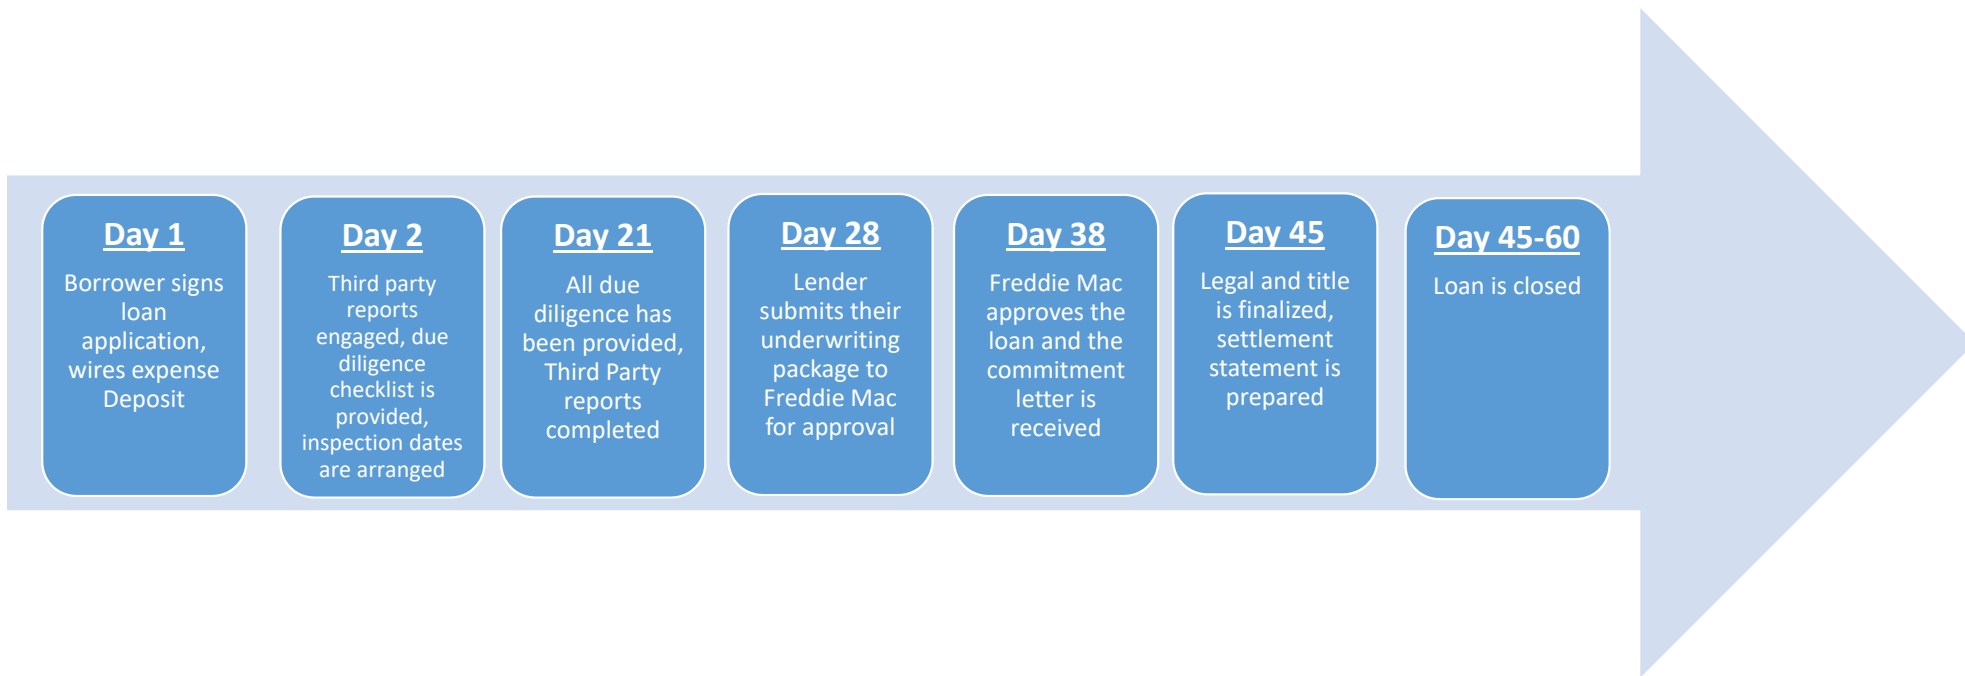 Day 1
Borrower signs
loan
application,
wires expense
Deposit
Day 2
Third party
reports
engaged, due
diligence
checklist is
provided,
inspection dates
are arranged
Day 21
All due
diligence has
been provided,
Third Party
reports
completed
Day 28
Lender
submits their
underwriting
package to
Freddie Mac
for approval
Day 38
Freddie Mac
approves the
loan and the
commitment
letter is
received
Day 45
Legal and title
is finalized,
settlement
statement is
prepared
Day 45-60
Loan is closed